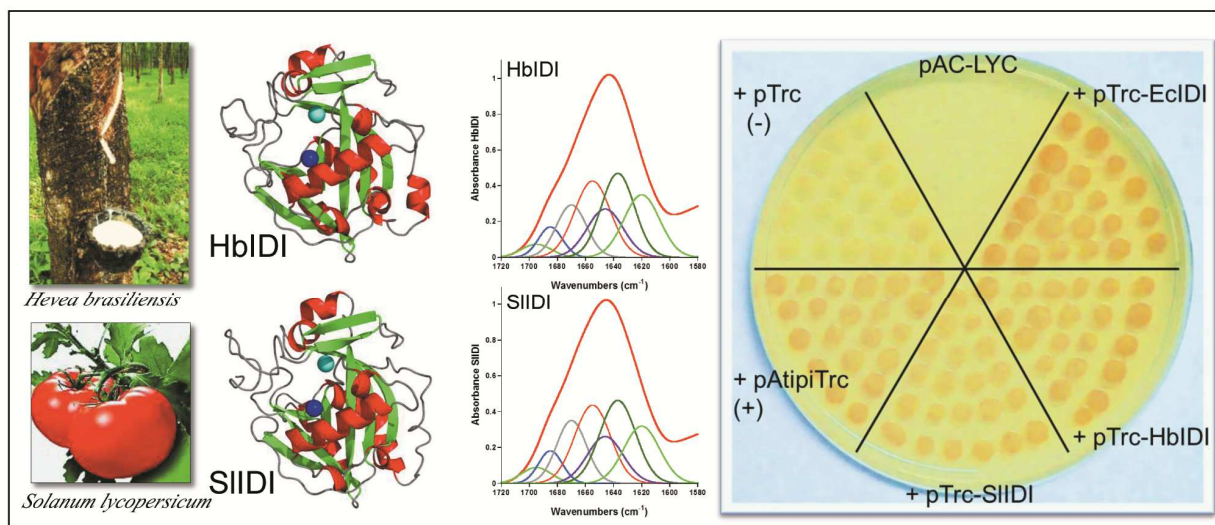 Hevea brasiliensis
Solanum lycopersicum
HbIDI
SlIDI
HbIDI
Absorbance HbIDI
1
0.8
0.6
0.4
0.2
0
1720 1700 1680 1660 1640 1620 1600 1580
Wavenumbers (cm-1)
SlIDI
Absorbance SlIDI
1
0.8
0.6
0.4
0.2
0
1720 1700 1680 1660 1640 1620 1600 1580
Wavenumbers (cm-1)
pAC-LYC
+ pTrc
(-)
+ pTrc-EcIDI
+ pAtipiTrc
(+)
+ pTrc-HbIDI
+ pTrc-SlIDI